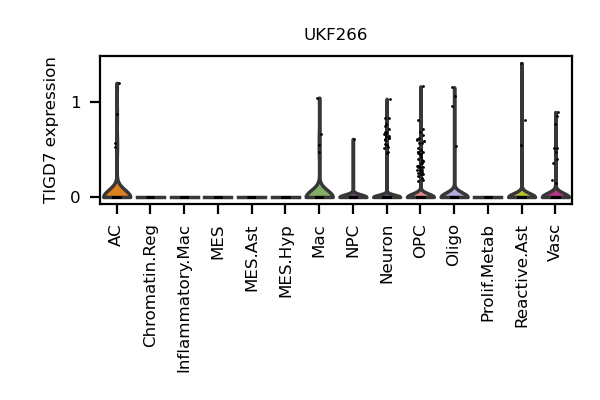 UKF266
TIGD7 expression
1
0
AC
Chromatin.Reg
Inflammatory.Mac
MES
MES.Ast
MES.Hyp
Mac
NPC
Neuron
OPC
Oligo
Prolif.Metab
Reactive.Ast
Vasc